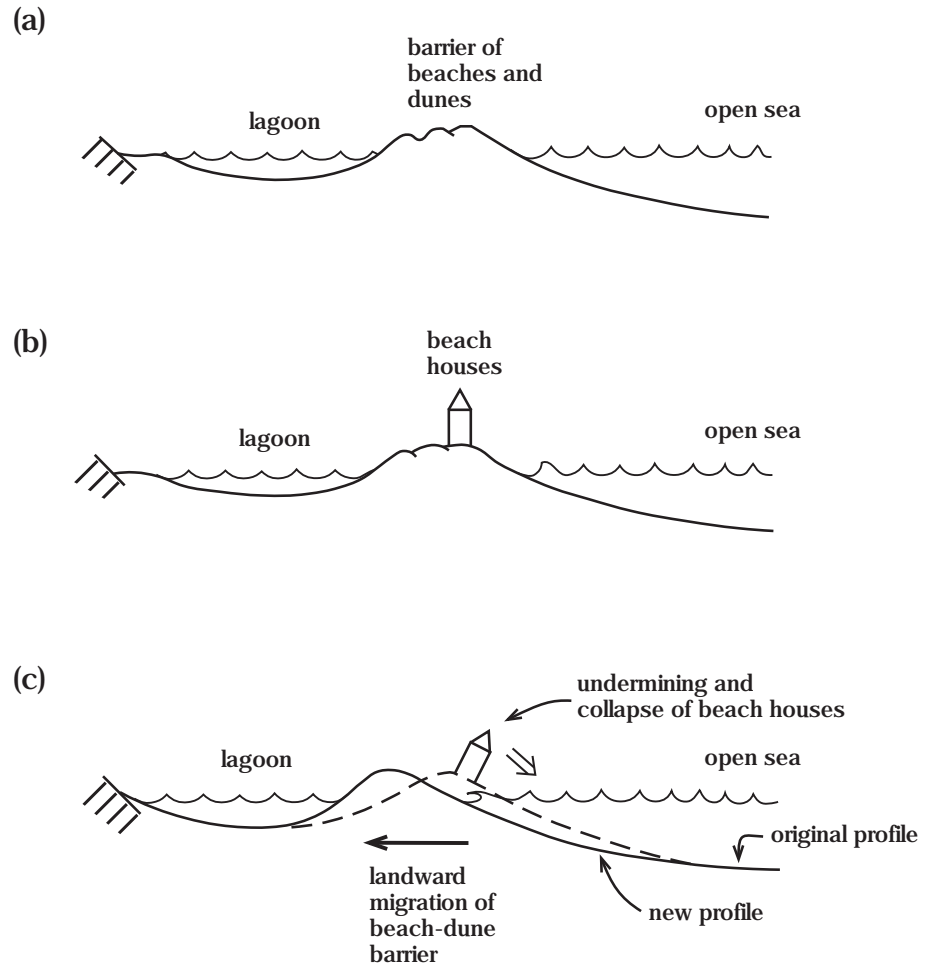 (a)
barrier of
beaches and
dunes
lagoon
open sea
(b)
beach
houses
lagoon
open sea
(c)
undermining and
collapse of beach houses
lagoon
open sea
original profile
landward
migration of
beach-dune
barrier
new profile